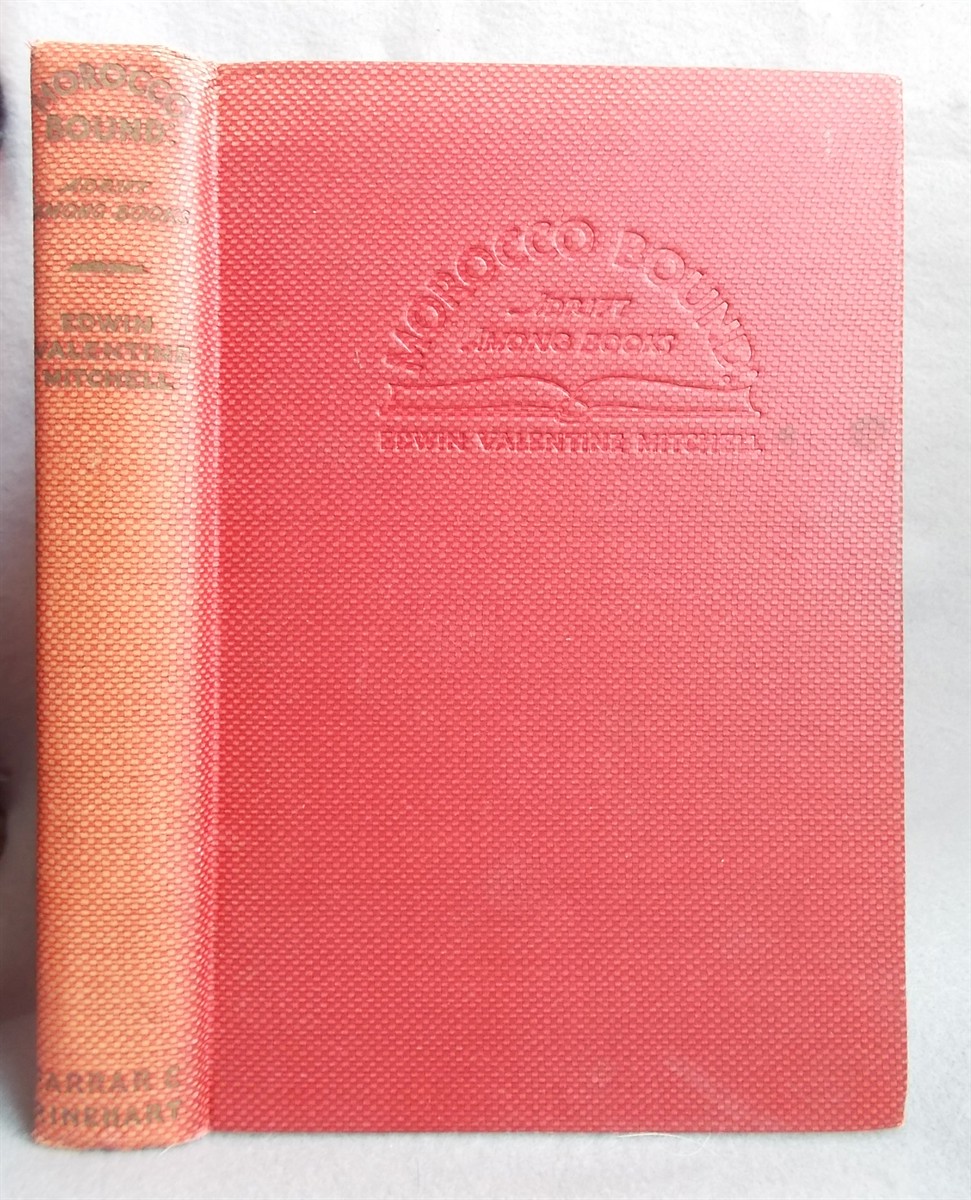 MOROCCO
BOUND
ADRIFT
AMONG BOOKS
EDWIN
VALENTINE
MITCHELL
FARRAR &
RINEHART
MOROCCO BOUND.
ADRIFT
AMONG BOOKS
EDWIN VALENTINE MITCHELL